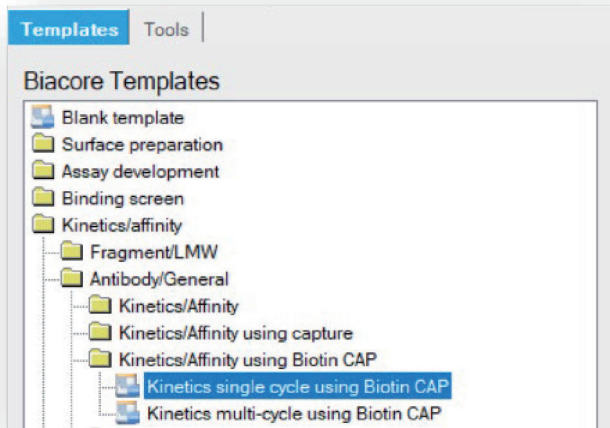 Templates Tools
Biacore Templates
Blank template
Surface preparation
Assay development
Binding screen
Kinetics/affinity
Fragment/LMW
Antibody/General
Kinetics/Affinity
Kinetics/Affinity using capture
Kinetics/Affinity using Biotin CAP
Kinetics single cycle using Biotin CAP
Kinetics multi-cycle using Biotin CAP